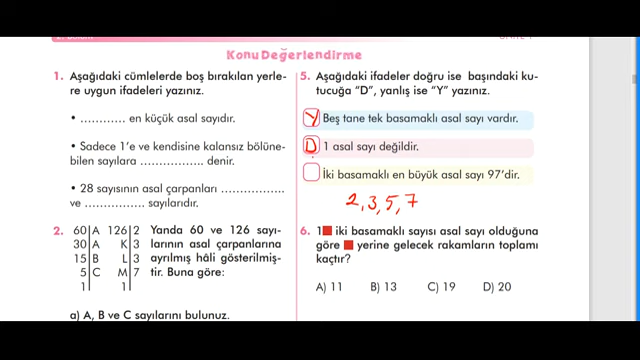 Konu Değerlendirme
1. Aşağıdaki cümlelerde boş bırakılan yerle-
re uygun ifadeleri yazınız.
• ………… en küçük asal sayıdır.
• Sadece 1'e ve kendisine kalansız bölüne-
bilen sayılara ……………. denir.
• 28 sayısının asal çarpanları …………….
ve ……………. sayılarıdır.
2. 60 A 126 2 Yanda 60 ve 126 sayı-
30 A K 3 larının asal çarpanlarına
15 B L 3 ayrılmış hâli gösterilmiş-
5 C M 7 tir. Buna göre:
1 1
a) A, B ve C sayılarını bulunuz.
5. Aşağıdaki ifadeler doğru ise başındaki ku-
tucuğa "D", yanlış ise "Y" yazınız.
Y Beş tane tek basamaklı asal sayı vardır.
D 1 asal sayı değildir.
İki basamaklı en büyük asal sayı 97'dir.
2, 3, 5, 7
6. 1■ iki basamaklı sayısı asal sayı olduğuna
göre ■ yerine gelecek rakamların toplamı
kaçtır?
A) 11 B) 13 C) 19 D) 20